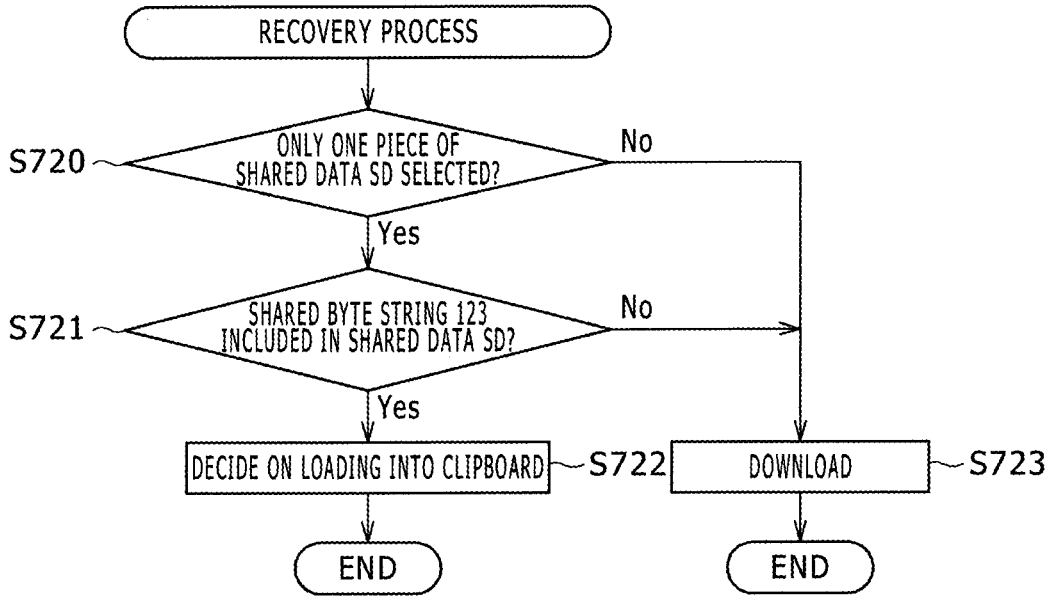 RECOVERY PROCESS
S720
ONLY ONE PIECE OF
SHARED DATA SD SELECTED?
No
Yes
S721
SHARED BYTE STRING 123
INCLUDED IN SHARED DATA SD?
No
Yes
DECIDE ON LOADING INTO CLIPBOARD
S722
DOWNLOAD
S723
END
END